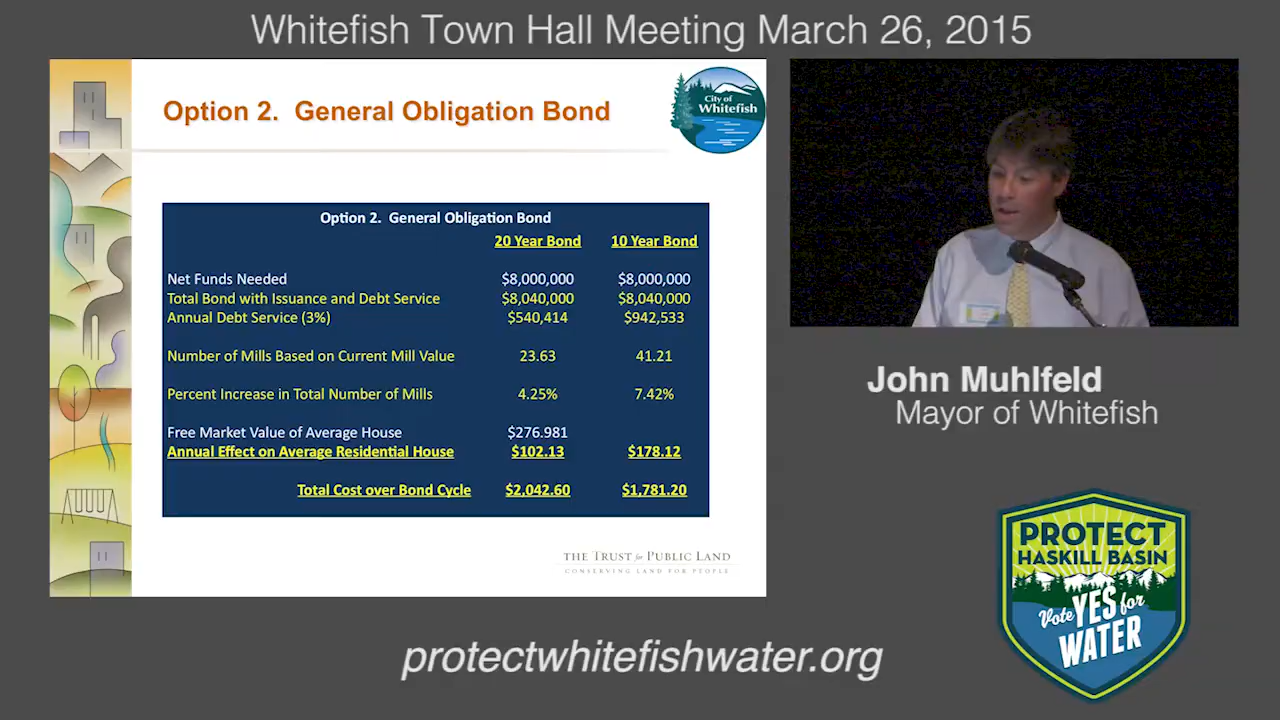 Whitefish Town Hall Meeting March 26, 2015
Option 2. General Obligation Bond
City of
Whitefish
Option 2. General Obligation Bond
20 Year Bond 10 Year Bond
Net Funds Needed $8,000,000 $8,000,000
Total Bond with Issuance and Debt Service $8,040,000 $8,040,000
Annual Debt Service (3%) $540,414 $942,533
Number of Mills Based on Current Mill Value 23.63 41.21
Percent Increase in Total Number of Mills 4.25% 7.42%
Free Market Value of Average House $276.981
Annual Effect on Average Residential House $102.13 $178.12
Total Cost over Bond Cycle $2,042.60 $1,781.20
THE TRUST for PUBLIC LAND
CONSERVING LAND FOR PEOPLE
John Muhlfeld
Mayor of Whitefish
PROTECT
HASKILL BASIN
Vote YES for
WATER
protectwhitefishwater.org